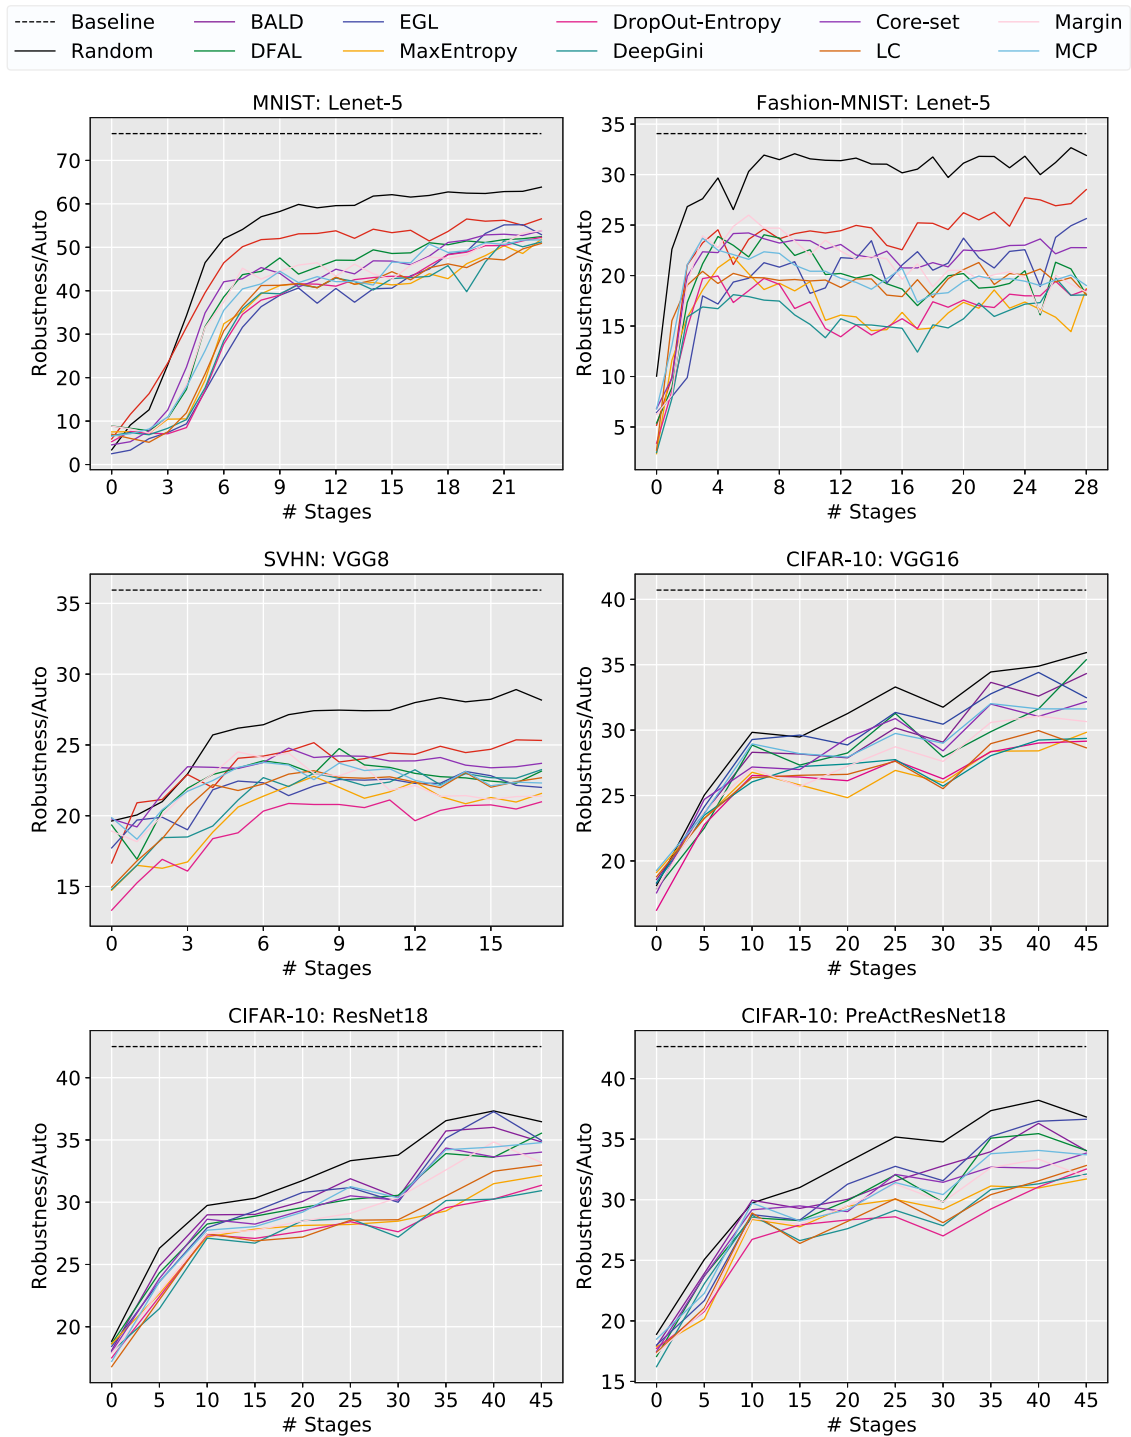 Baseline BALD EGL DropOut-Entropy Core-set Margin
Random DFAL MaxEntropy DeepGini LC MCP
MNIST: Lenet-5
Robustness/Auto
70
60
50
40
30
20
10
0
0 3 6 9 12 15 18 21
# Stages
Fashion-MNIST: Lenet-5
Robustness/Auto
35
30
25
20
15
10
5
0 4 8 12 16 20 24 28
# Stages
SVHN: VGG8
Robustness/Auto
35
30
25
20
15
0 3 6 9 12 15
# Stages
CIFAR-10: VGG16
Robustness/Auto
40
35
30
25
20
0 5 10 15 20 25 30 35 40 45
# Stages
CIFAR-10: ResNet18
Robustness/Auto
40
35
30
25
20
0 5 10 15 20 25 30 35 40 45
# Stages
CIFAR-10: PreActResNet18
Robustness/Auto
40
35
30
25
20
15
0 5 10 15 20 25 30 35 40 45
# Stages